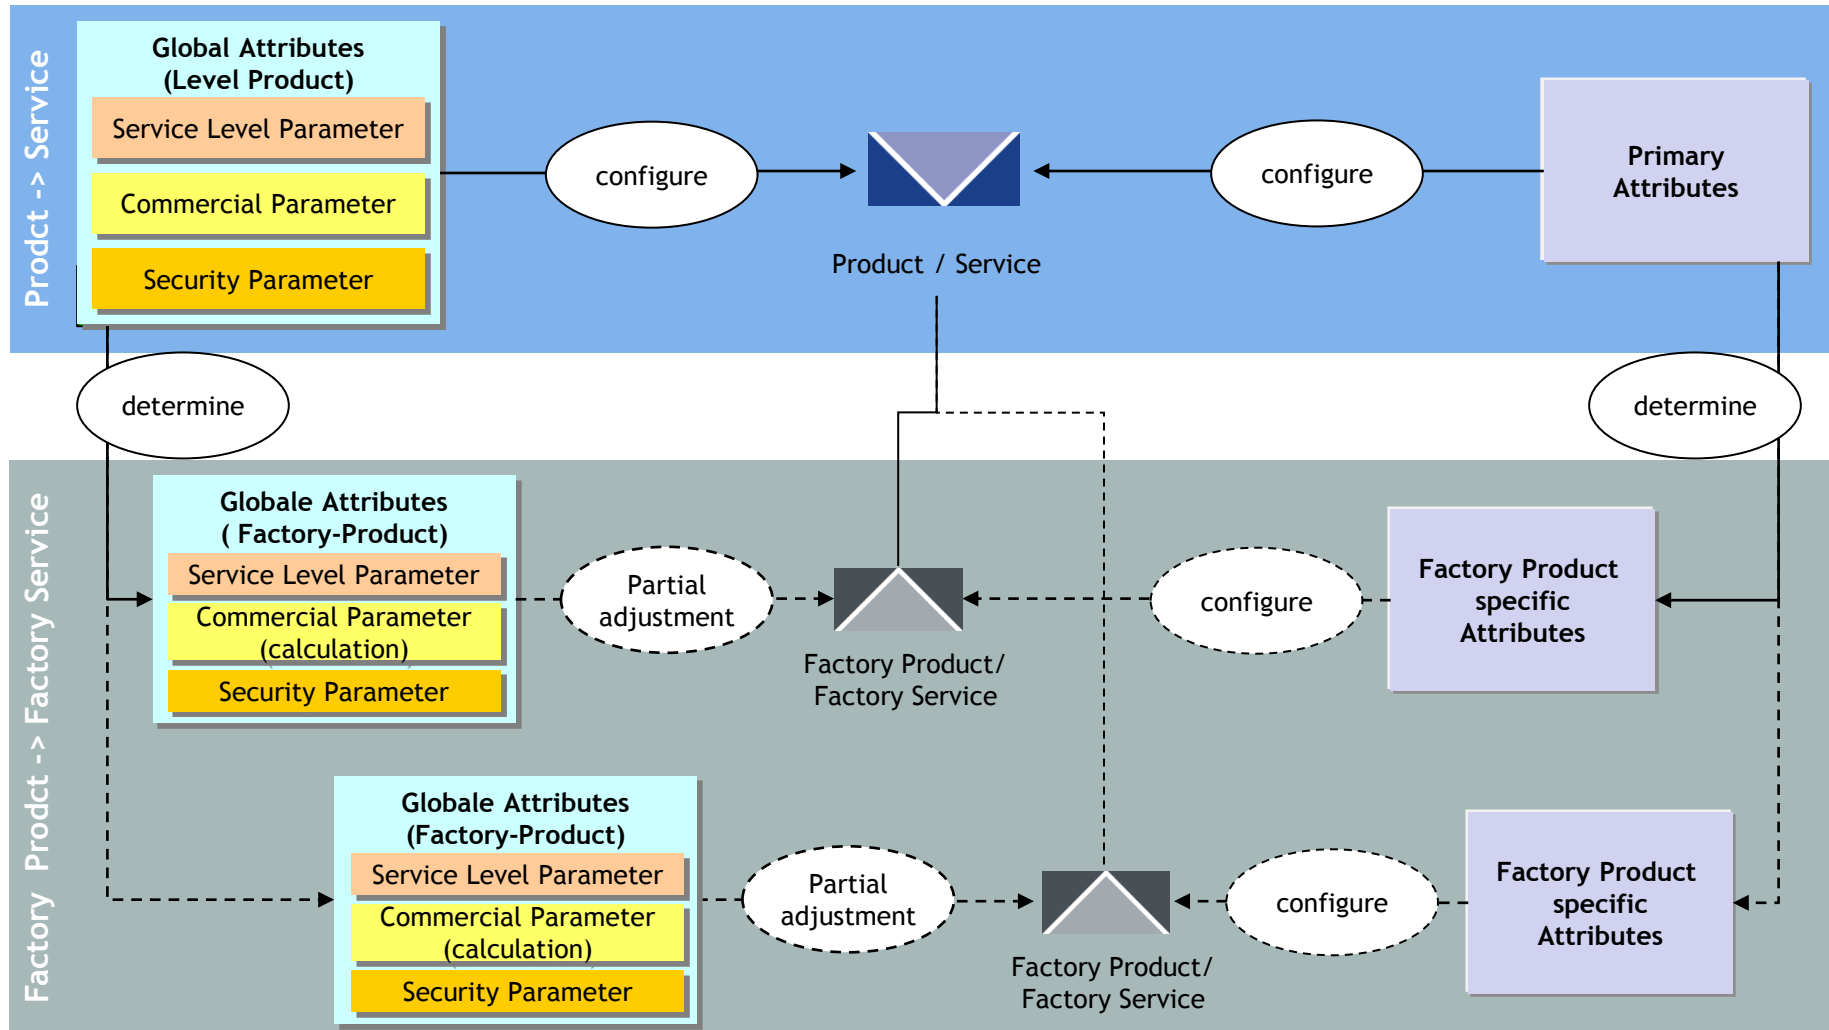 Prodct -> Service
Global Attributes
(Level Product)
Service Level Parameter
Commercial Parameter
Security Parameter
configure
Product / Service
configure
Primary
Attributes
determine
determine
Factory Prodct -> Factory Service
Globale Attributes
( Factory-Product)
Service Level Parameter
Commercial Parameter
(calculation)
Security Parameter
Partial
adjustment
Factory Product/
Factory Service
configure
Factory Product
specific
Attributes
Globale Attributes
(Factory-Product)
Service Level Parameter
Commercial Parameter
(calculation)
Security Parameter
Partial
adjustment
Factory Product/
Factory Service
configure
Factory Product
specific
Attributes